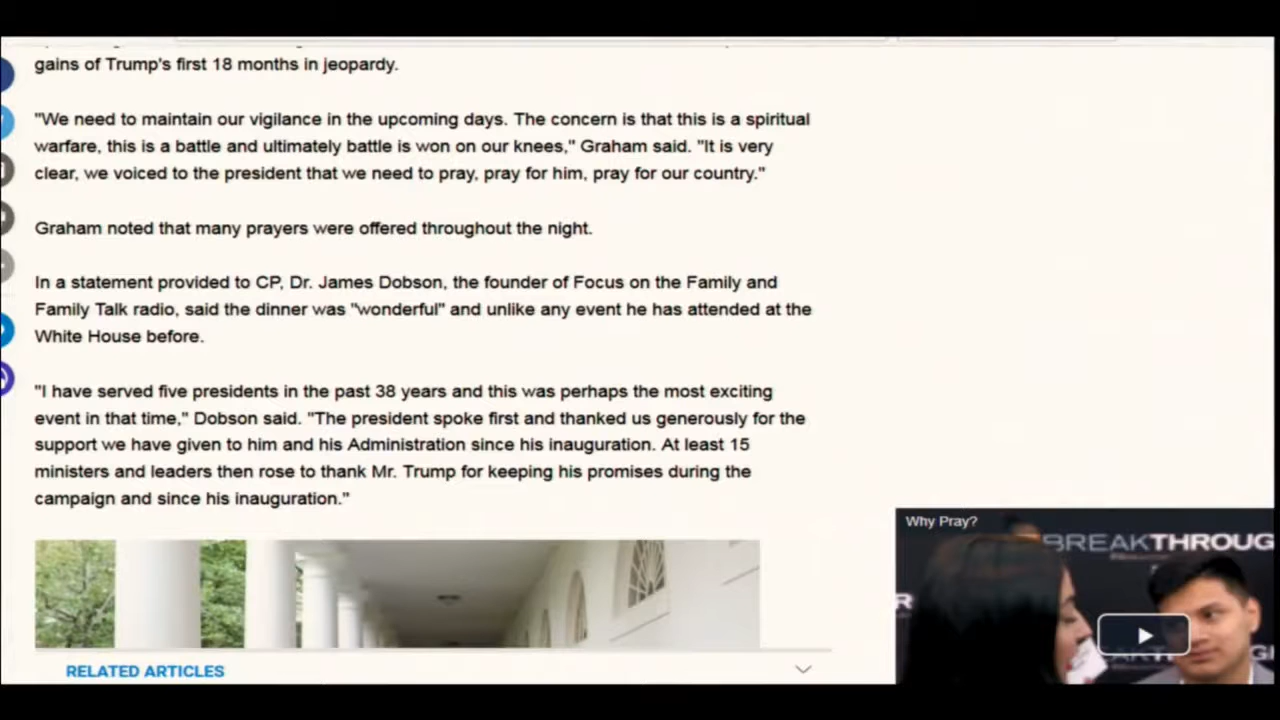 gains of Trump's first 18 months in jeopardy.
"We need to maintain our vigilance in the upcoming days. The concern is that this is a spiritual
warfare, this is a battle and ultimately battle is won on our knees," Graham said. "It is very
clear, we voiced to the president that we need to pray, pray for him, pray for our country."
Graham noted that many prayers were offered throughout the night.
In a statement provided to CP, Dr. James Dobson, the founder of Focus on the Family and
Family Talk radio, said the dinner was "wonderful" and unlike any event he has attended at the
White House before.
"I have served five presidents in the past 38 years and this was perhaps the most exciting
event in that time," Dobson said. "The president spoke first and thanked us generously for the
support we have given to him and his Administration since his inauguration. At least 15
ministers and leaders then rose to thank Mr. Trump for keeping his promises during the
campaign and since his inauguration."
Why Pray?
BREAKTHROUG
RELATED ARTICLES